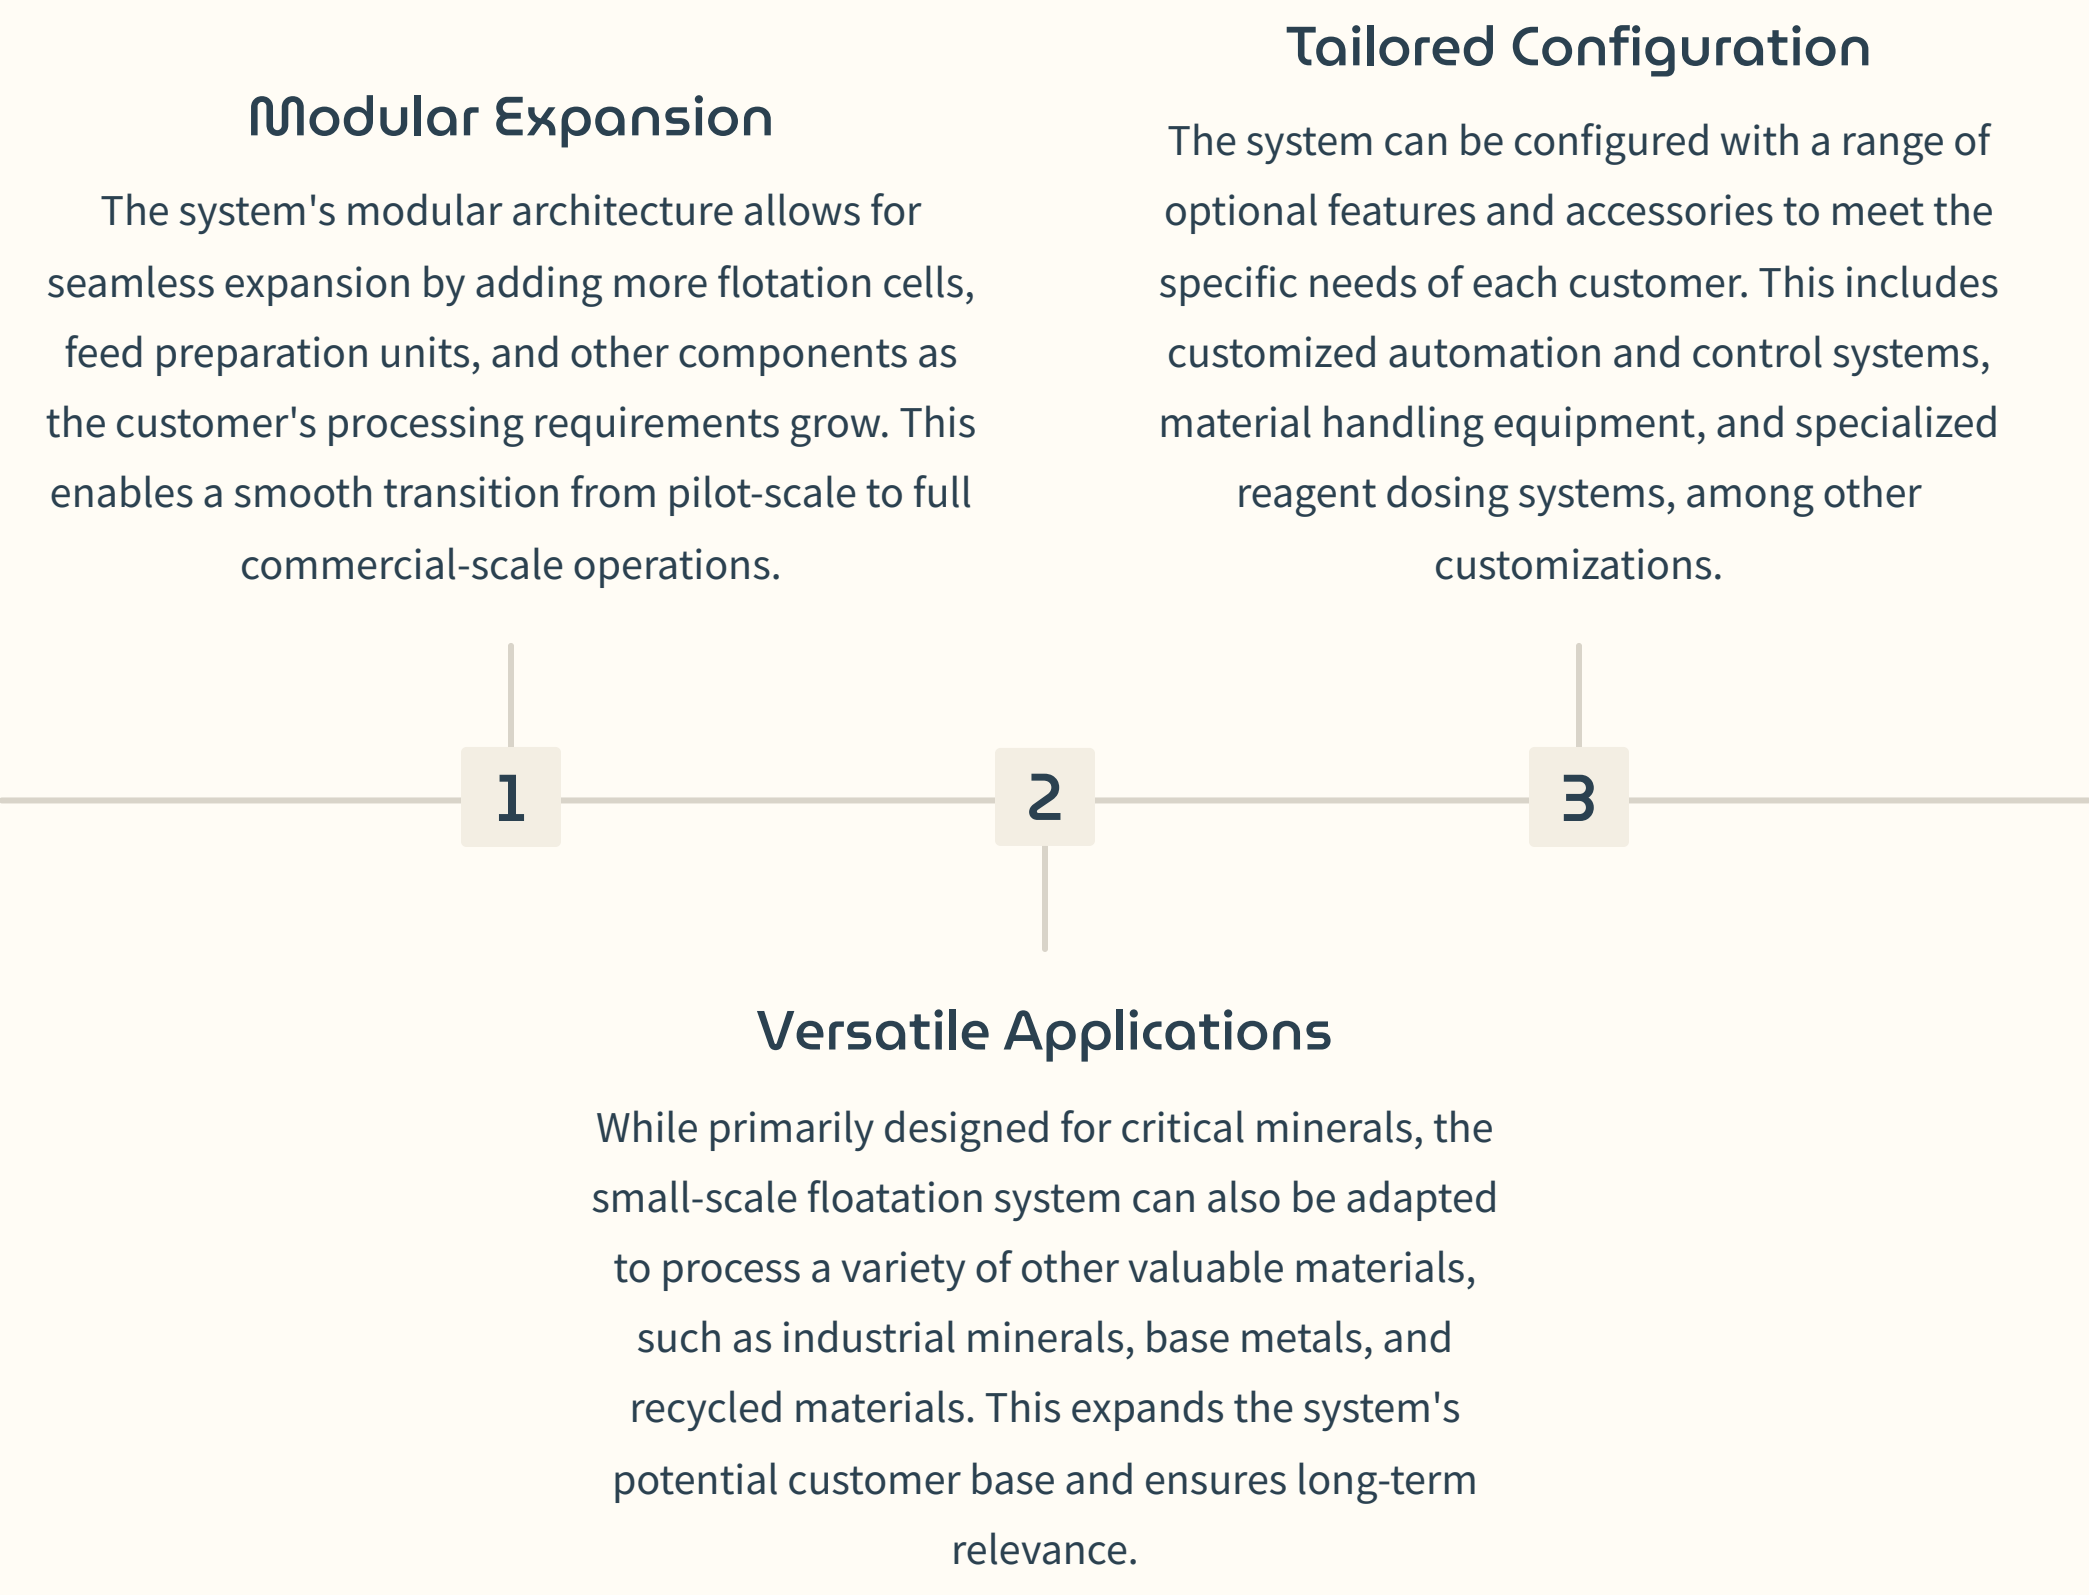 Modular Expansion
The system's modular architecture allows for
seamless expansion by adding more flotation cells,
feed preparation units, and other components as
the customer's processing requirements grow. This
enables a smooth transition from pilot-scale to full
commercial-scale operations.
Tailored Configuration
The system can be configured with a range of
optional features and accessories to meet the
specific needs of each customer. This includes
customized automation and control systems,
material handling equipment, and specialized
reagent dosing systems, among other
customizations.
1
2
3
Versatile Applications
While primarily designed for critical minerals, the
small-scale floatation system can also be adapted
to process a variety of other valuable materials,
such as industrial minerals, base metals, and
recycled materials. This expands the system's
potential customer base and ensures long-term
relevance.